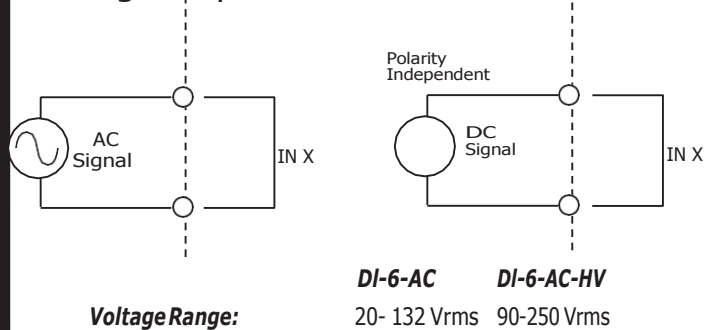 Polarity
Independent
AC
Signal
IN X
DC
Signal
IN X
DI-6-AC DI-6-AC-HV
Voltage Range: 20- 132 Vrms 90-250 Vrms